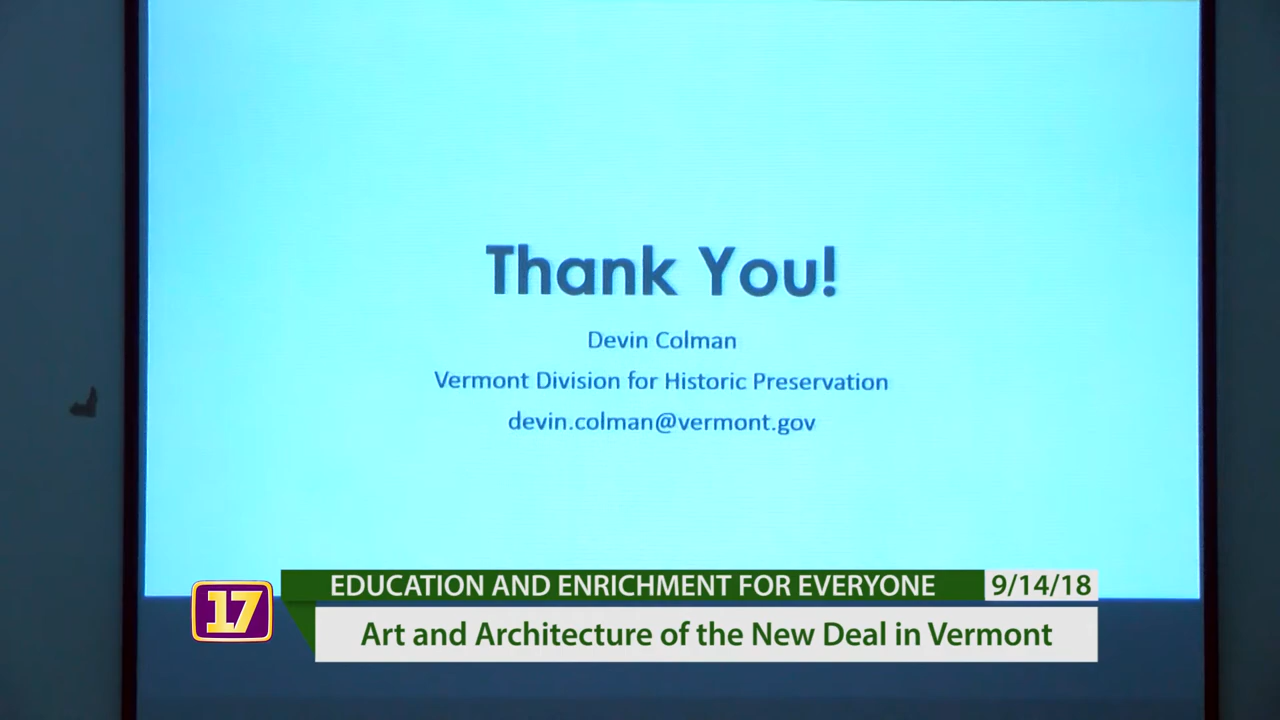 Thank You!
Devin Colman
Vermont Division for Historic Preservation
devin.colman@vermont.gov
EDUCATION AND ENRICHMENT FOR EVERYONE 9/14/18
17
Art and Architecture of the New Deal in Vermont